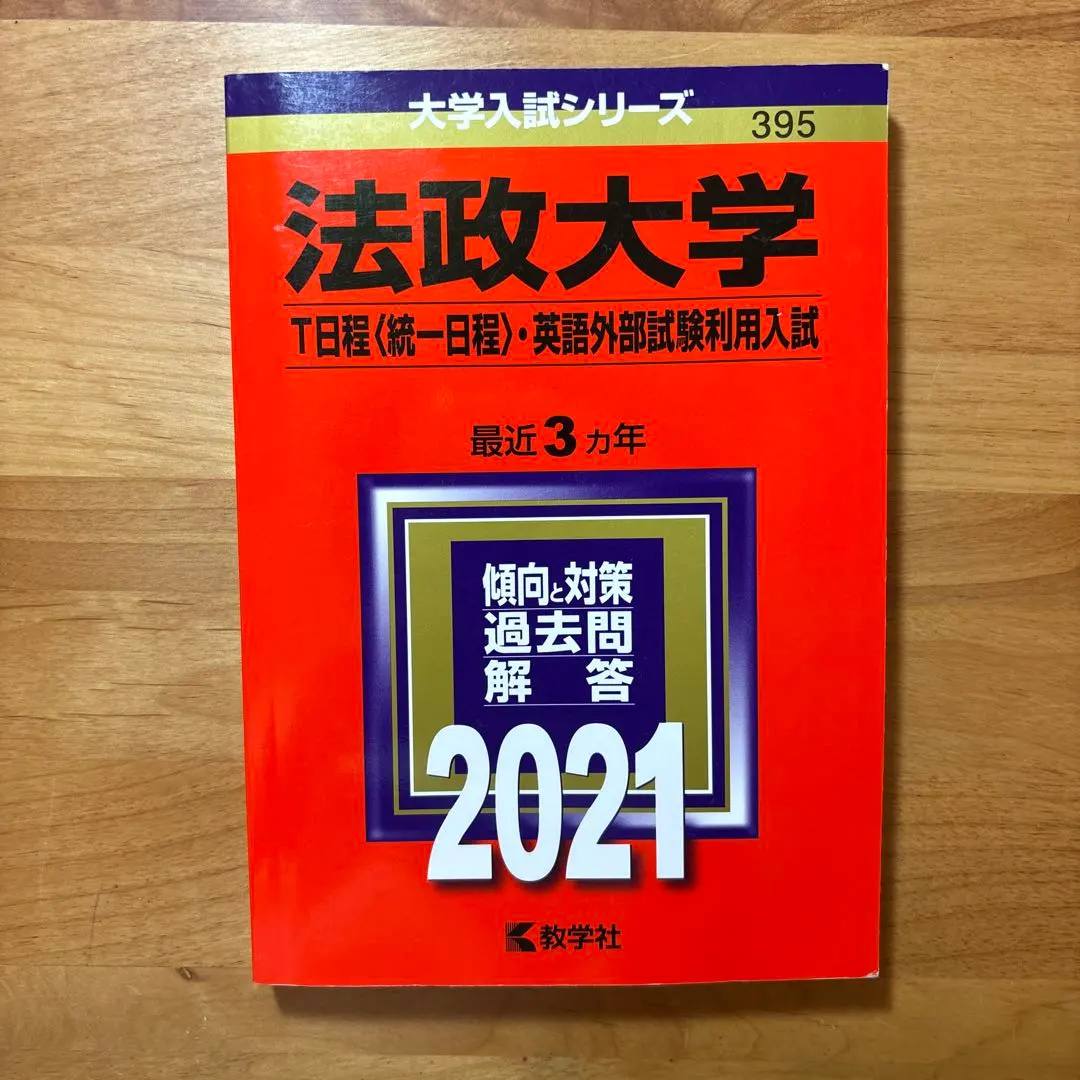 大学入試シリーズ
395
法政大学
T日程〈統一日程〉・英語外部試験利用入試
最近3カ年
傾向と対策
過去問
解答
2021
教学社